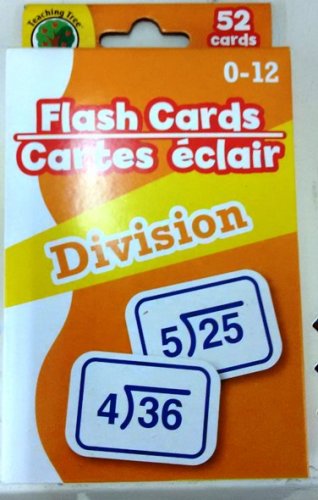 Teaching Tree
52
cards
0-12
Flash Cards
Cartes éclair
Division
5)25
4)36